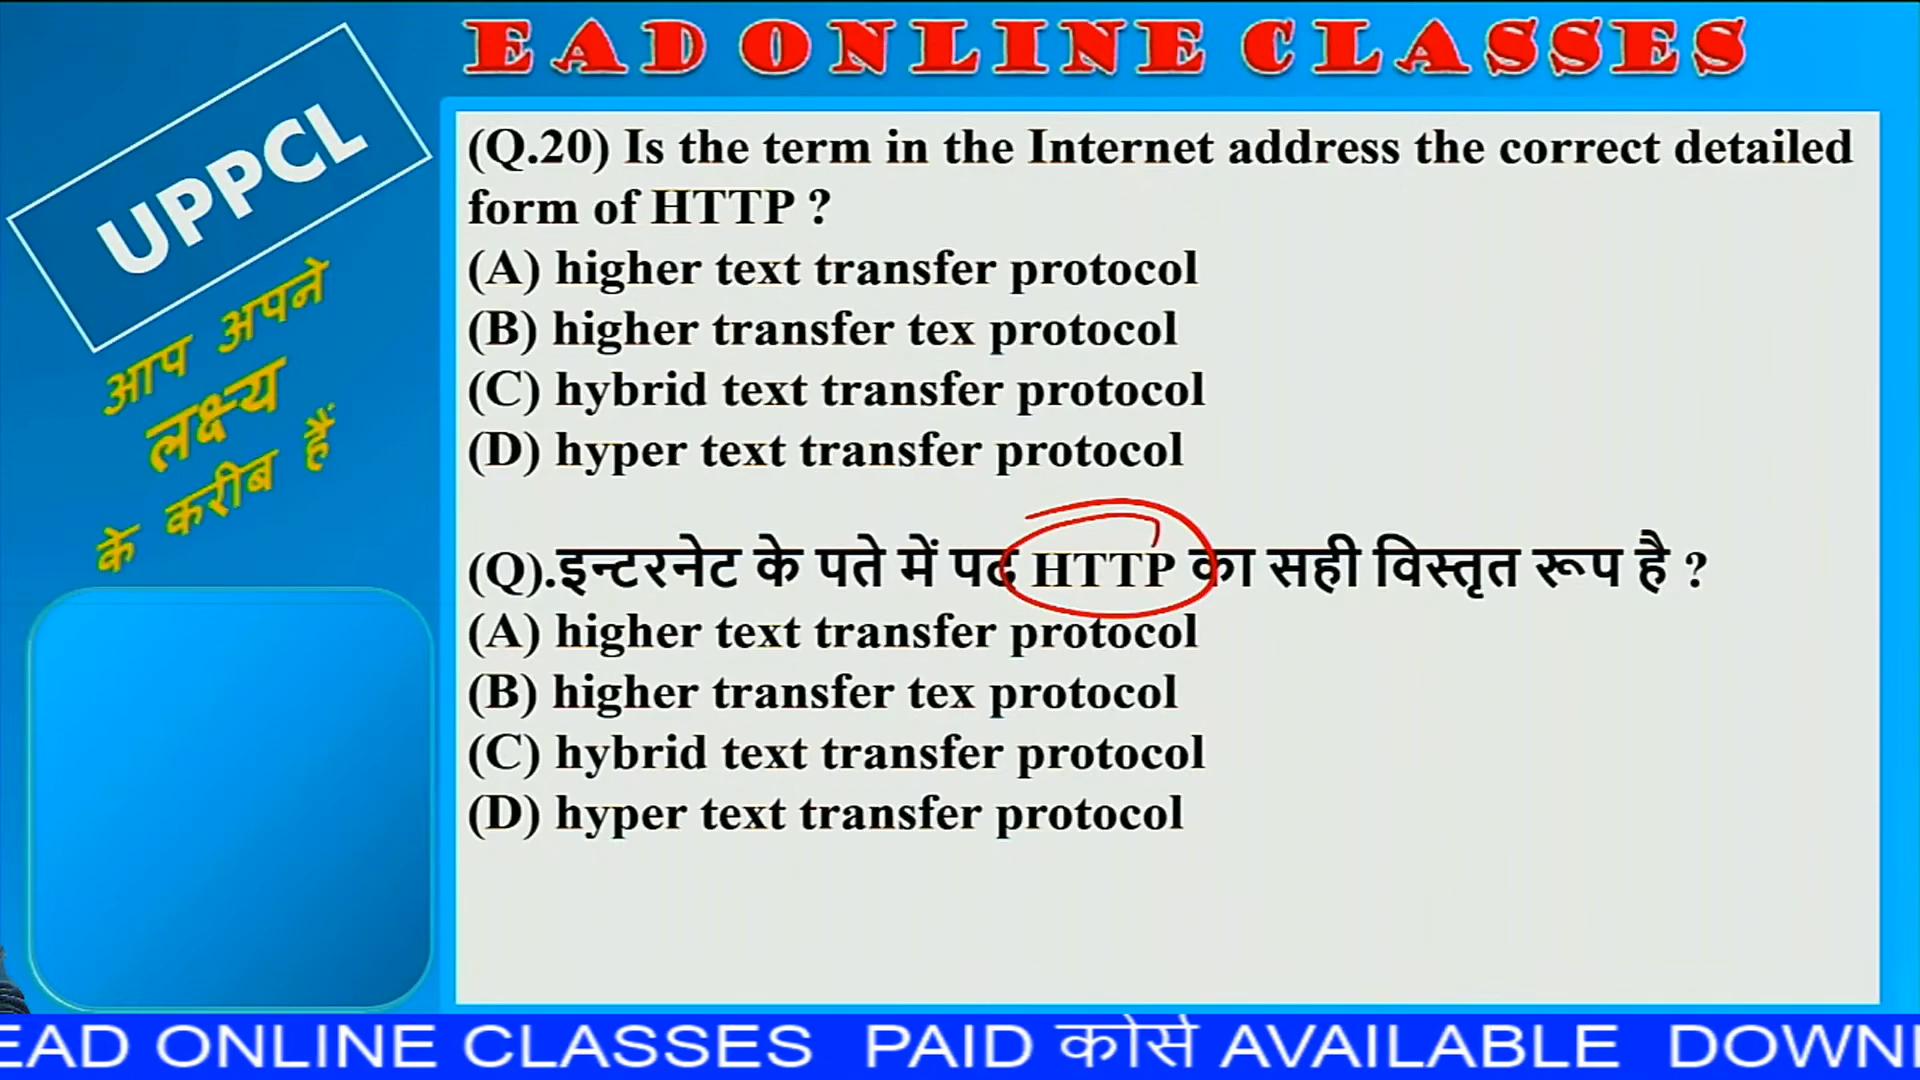 EAD ONLINE CLASSES
UPPCL
आप अपने
लक्ष्य
के करीब हैं
(Q.20) Is the term in the Internet address the correct detailed
form of HTTP ?
(A) higher text transfer protocol
(B) higher transfer tex protocol
(C) hybrid text transfer protocol
(D) hyper text transfer protocol
(Q).इन्टरनेट के पते में पद HTTP का सही विस्तृत रूप है ?
(A) higher text transfer protocol
(B) higher transfer tex protocol
(C) hybrid text transfer protocol
(D) hyper text transfer protocol
EAD ONLINE CLASSES PAID कोर्स AVAILABLE DOWN